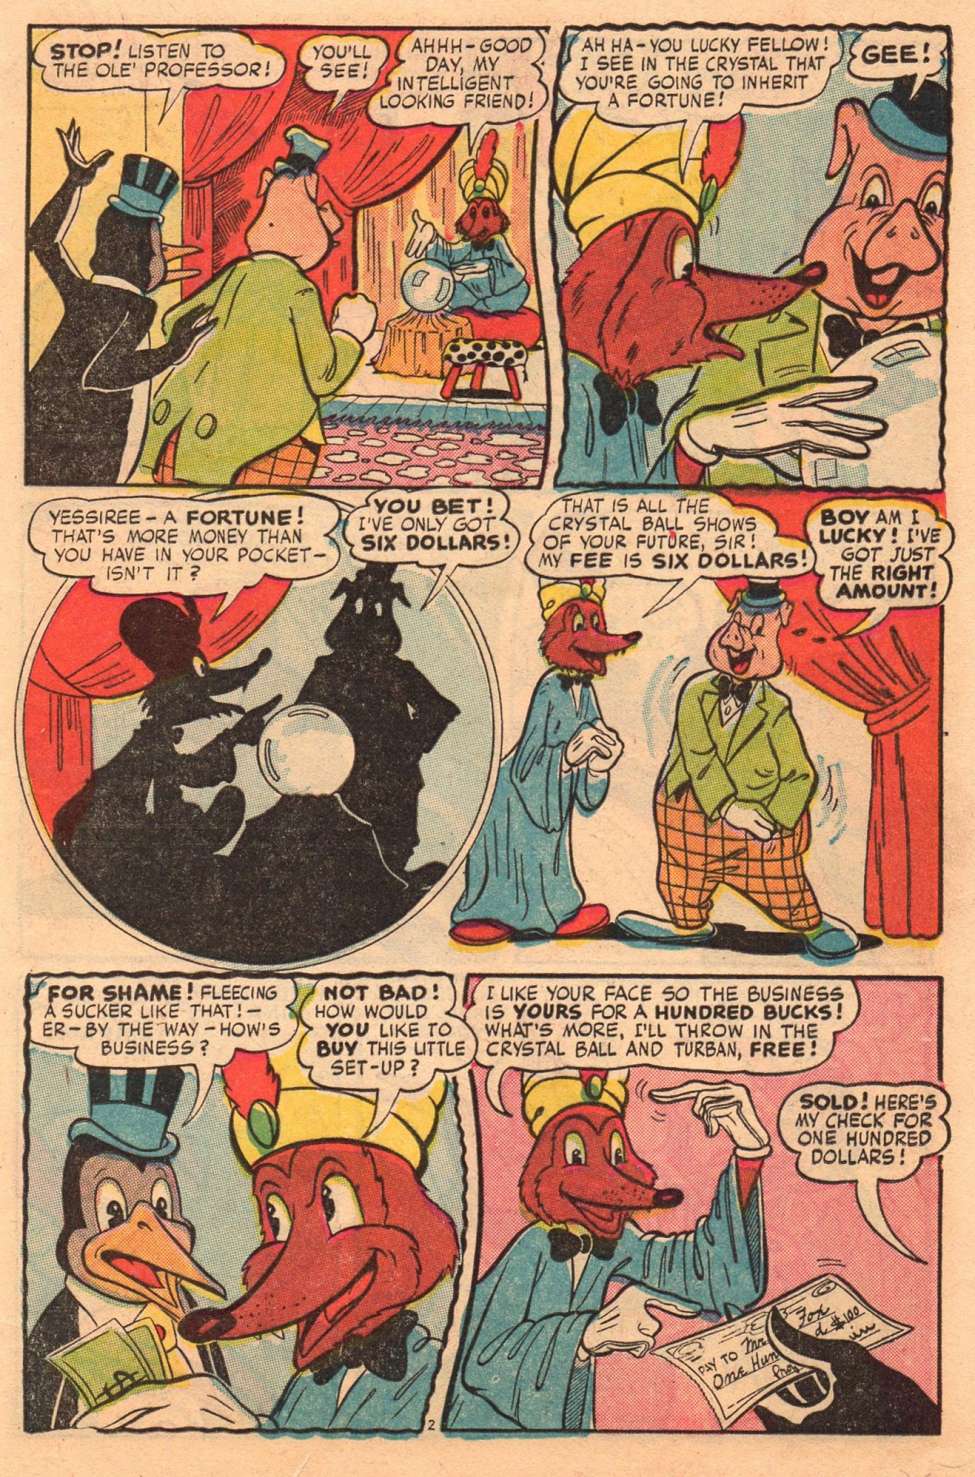 STOP! LISTEN TO
THE OLE' PROFESSOR!
YOU'LL
SEE!
AHHH-GOOD
DAY, MY
INTELLIGENT
LOOKING FRIEND!
AH HA-YOU LUCKY FELLOW!
I SEE IN THE CRYSTAL THAT
YOU'RE GOING TO INHERIT
A FORTUNE!
GEE!
YESSIREE-A FORTUNE!
THAT'S MORE MONEY THAN
YOU HAVE IN YOUR POCKET-
ISN'T IT?
YOU BET!
I'VE ONLY GOT
SIX DOLLARS!
THAT IS ALL THE
CRYSTAL BALL SHOWS
OF YOUR FUTURE, SIR!
MY FEE IS SIX DOLLARS!
BOY AM I
LUCKY! I'VE
GOT JUST
THE RIGHT
AMOUNT!
FOR SHAME! FLEECING
A SUCKER LIKE THAT!-
ER-BY THE WAY-HOW'S
BUSINESS?
NOT BAD!
HOW WOULD
YOU LIKE TO
BUY THIS LITTLE
SET-UP?
I LIKE YOUR FACE SO THE BUSINESS
IS YOURS FOR A HUNDRED BUCKS!
WHAT'S MORE, I'LL THROW IN THE
CRYSTAL BALL AND TURBAN, FREE!
SOLD! HERE'S
MY CHECK FOR
ONE HUNDRED
DOLLARS!
PAY TO Mr. Fox
One Hun d $100
2